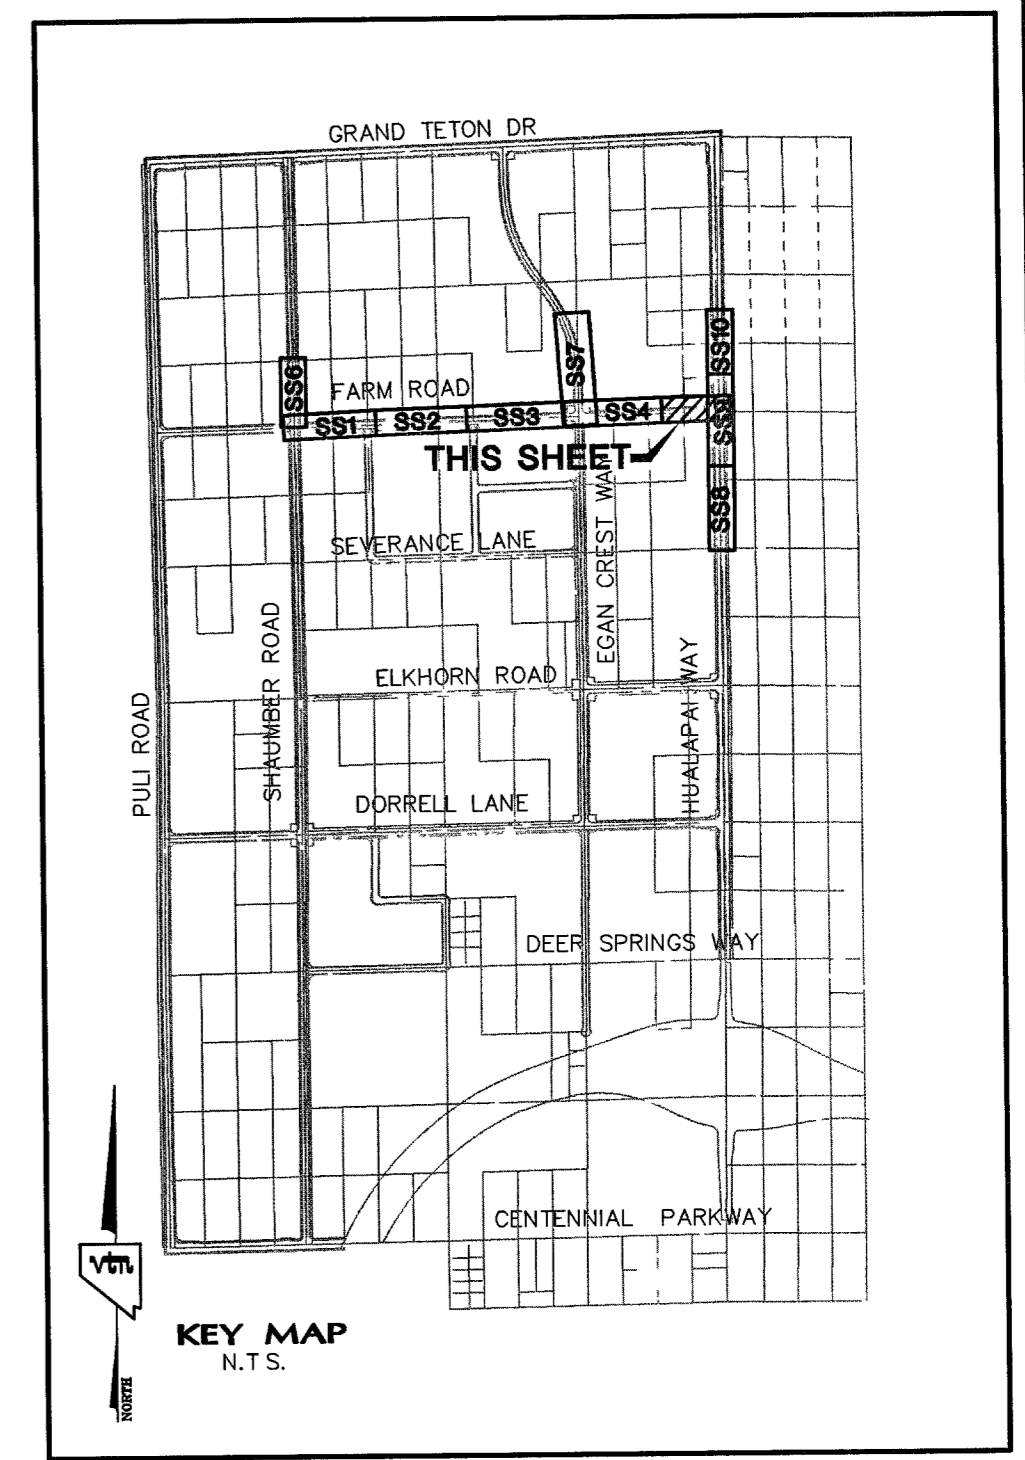 GRAND TETON DR
SS10
SS7
SS6
FARM ROAD
SS1
SS2
SS3
SS4
SS9
THIS SHEET
SS8
SEVERANCE LANE
EGAN CREST WAY
SHAUMBER ROAD
ELKHORN ROAD
HUALAPAI WAY
PULI ROAD
DORRELL LANE
DEER SPRINGS WAY
CENTENNIAL PARKWAY
vtn
KEY MAP
N.T S.
NORTH